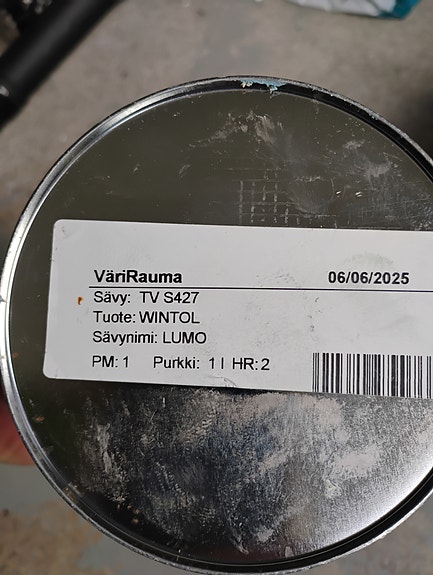 VäriRauma 06/06/2025
Sävy: TV S427
Tuote: WINTOL
Sävynimi: LUMO
PM: 1 Purkki: 1 l HR: 2